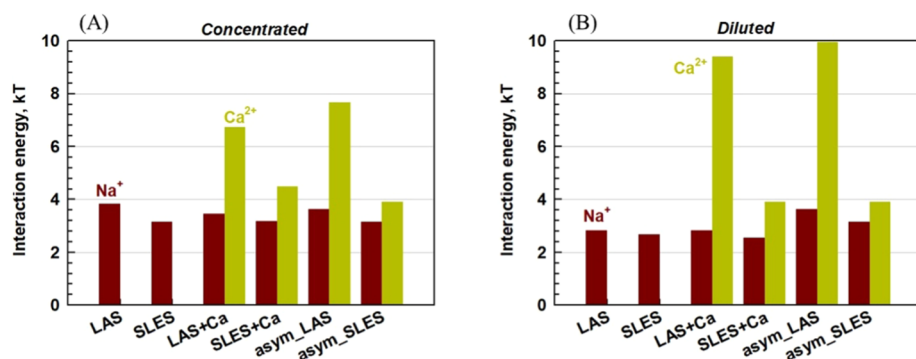 (A)
Concentrated
Interaction energy, kT
10
8
6
4
2
0
Na⁺
Ca²⁺
LAS
SLES
LAS+Ca
SLES+Ca
asym_LAS
asym_SLES
(B)
Diluted
Interaction energy, kT
10
8
6
4
2
0
Na⁺
Ca²⁺
LAS
SLES
LAS+Ca
SLES+Ca
asym_LAS
asym_SLES